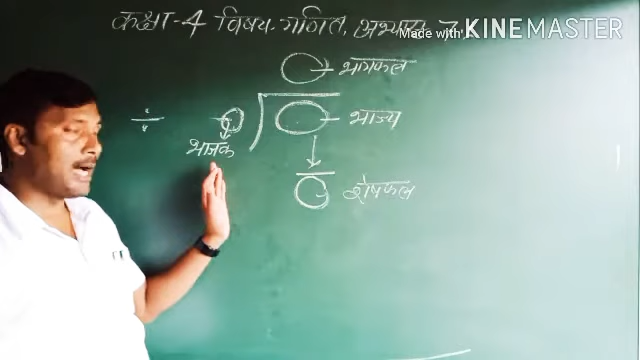 कक्षा-4 विषय-गणित, अभ्यास
Made with KINEMASTER
भागफल
÷ भाज्य
भाजक
शेषफल